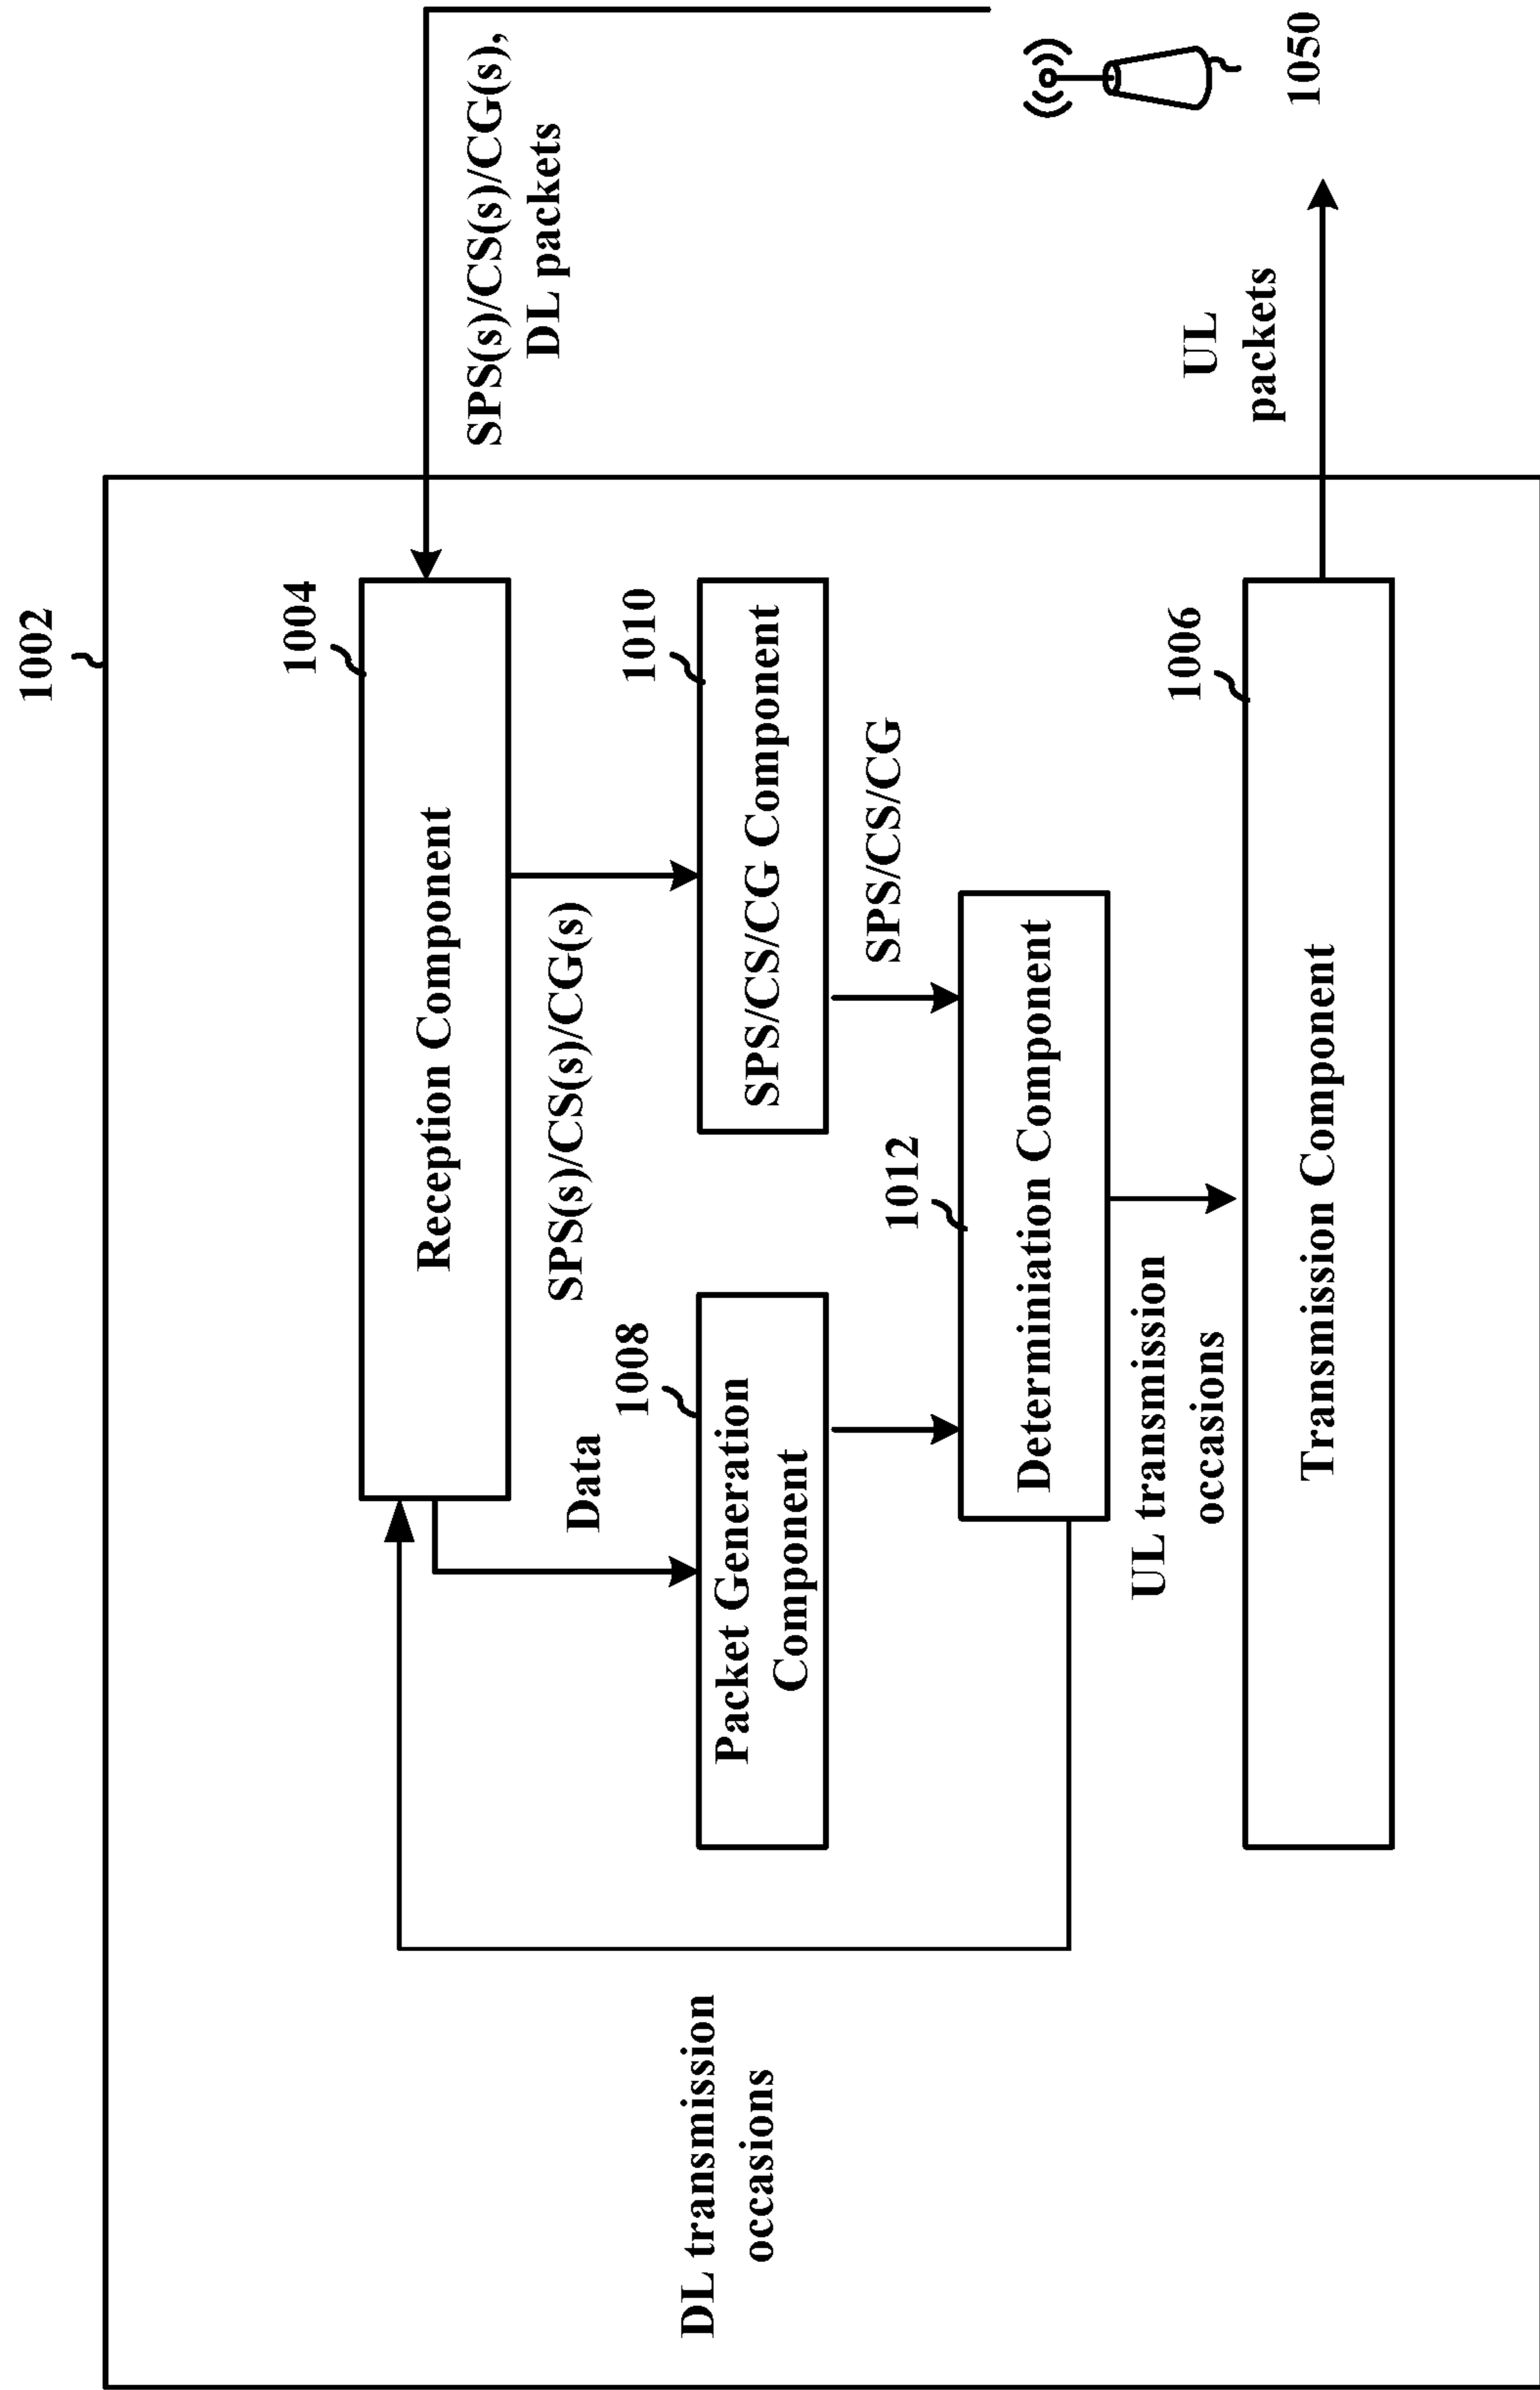 1002
1004
Reception Component
SPS(s)/CS(s)/CG(s),
DL packets
Data
SPS(s)/CS(s)/CG(s)
1008
1010
Packet Generation
Component
SPS/CS/CG Component
DL transmission
occasions
SPS/CS/CG
1012
Determiniation Component
1050
UL transmission
occasions
1006
UL
packets
Transmission Component